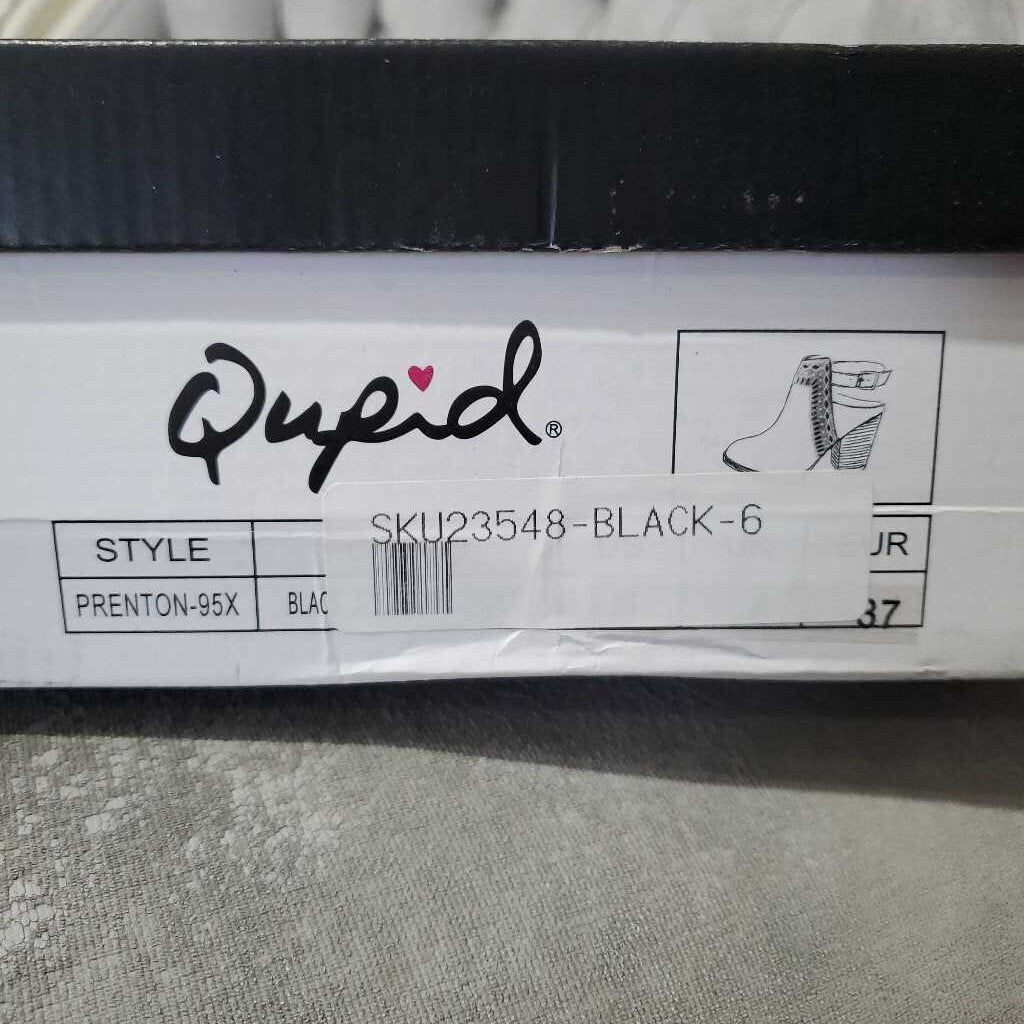 Qupid®
SKU23548-BLACK-6
STYLE
UR
PRENTON-95X
BLAC
37